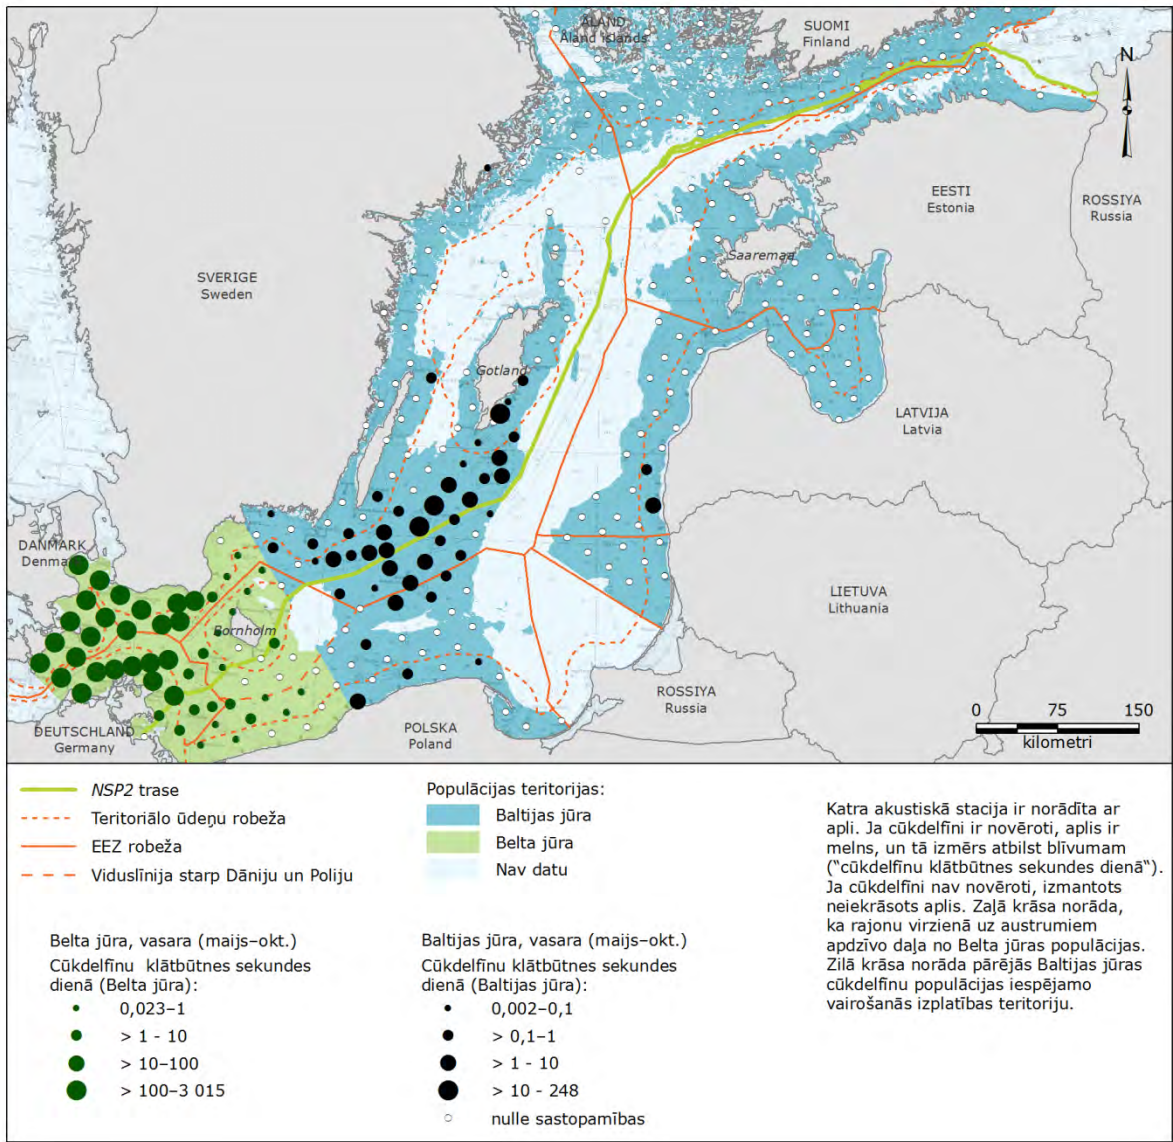 ÅLAND
Åland islands
SUOMI
Finland
N
EESTI
Estonia
ROSSIYA
Russia
SVERIGE
Sweden
Saaremaa
Gotland
LATVIJA
Latvia
DANMARK
Denmark
LIETUVA
Lithuania
Bornholm
ROSSIYA
Russia
DEUTSCHLAND
Germany
POLSKA
Poland
0 75 150
kilometri
NSP2 trase
Teritoriālo ūdeņu robeža
EEZ robeža
Viduslīnija starp Dāniju un Poliju
Populācijas teritorijas:
Baltijas jūra
Belta jūra
Nav datu
Katra akustiskā stacija ir norādīta ar
apli. Ja cūkdelfīni ir novēroti, aplis ir
melns, un tā izmērs atbilst blīvumam
(“cūkdelfīnu klātbūtnes sekundes dienā“).
Ja cūkdelfīni nav novēroti, izmantots
neiekrāsots aplis. Zaļā krāsa norāda,
ka rajonu virzienā uz austrumiem
apdzīvo daļa no Belta jūras populācijas.
Zilā krāsa norāda pārējās Baltijas jūras
cūkdelfīnu populācijas iespējamo
vairošanās izplatības teritoriju.
Belta jūra, vasara (maijs–okt.)
Cūkdelfīnu klātbūtnes sekundes
dienā (Belta jūra):
0,023–1
> 1 - 10
> 10–100
> 100–3 015
Baltijas jūra, vasara (maijs–okt.)
Cūkdelfīnu klātbūtnes sekundes
dienā (Baltijas jūra):
0,002–0,1
> 0,1–1
> 1 - 10
> 10 - 248
nulle sastopamības